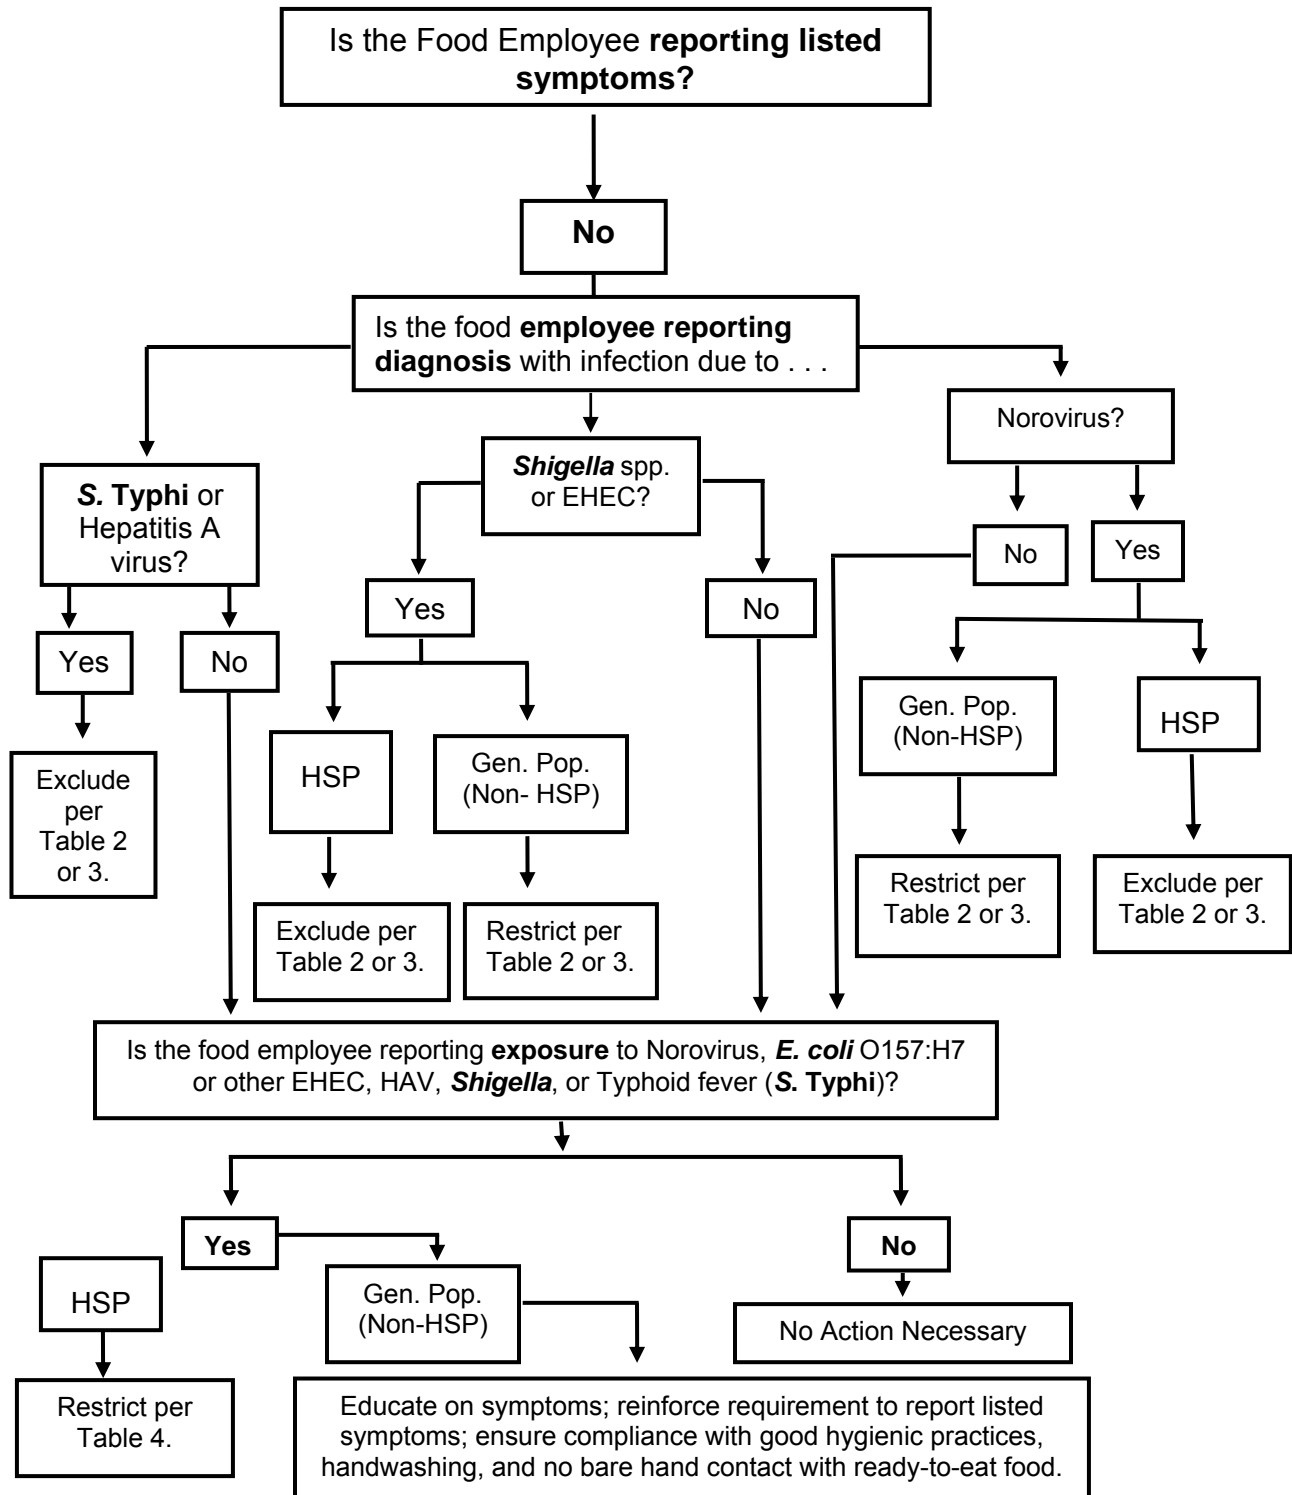 Is the Food Employee reporting listed
symptoms?
No
Is the food employee reporting
diagnosis with infection due to . . .
S. Typhi or
Hepatitis A
virus?
Yes
No
Exclude
per
Table 2
or 3.
Shigella spp.
or EHEC?
Yes
No
HSP
Gen. Pop.
(Non- HSP)
Exclude per
Table 2 or 3.
Restrict per
Table 2 or 3.
Norovirus?
No
Yes
Gen. Pop.
(Non-HSP)
HSP
Restrict per
Table 2 or 3.
Exclude per
Table 2 or 3.
Is the food employee reporting exposure to Norovirus, E. coli O157:H7
or other EHEC, HAV, Shigella, or Typhoid fever (S. Typhi)?
Yes
No
HSP
Gen. Pop.
(Non-HSP)
No Action Necessary
Restrict per
Table 4.
Educate on symptoms; reinforce requirement to report listed
symptoms; ensure compliance with good hygienic practices,
handwashing, and no bare hand contact with ready-to-eat food.